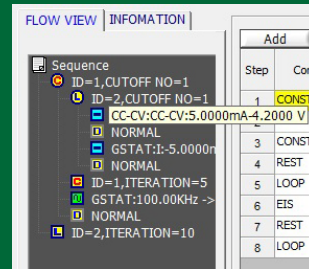 FLOW VIEW INFOMATION
Add
Step
Sequence
ID=1,CUTOFF NO=1
ID=2,CUTOFF NO=1
CC-CV:CC-CV:5.0000mA-4.2000 V
NORMAL
GSTAT:I:-5.0000m
NORMAL
ID=1,ITERATION=5
GSTAT:100.00KHz ->
NORMAL
ID=2,ITERATION=10
1 CONST
3 CONST
4 REST
5 LOOP
6 EIS
7 REST
8 LOOP